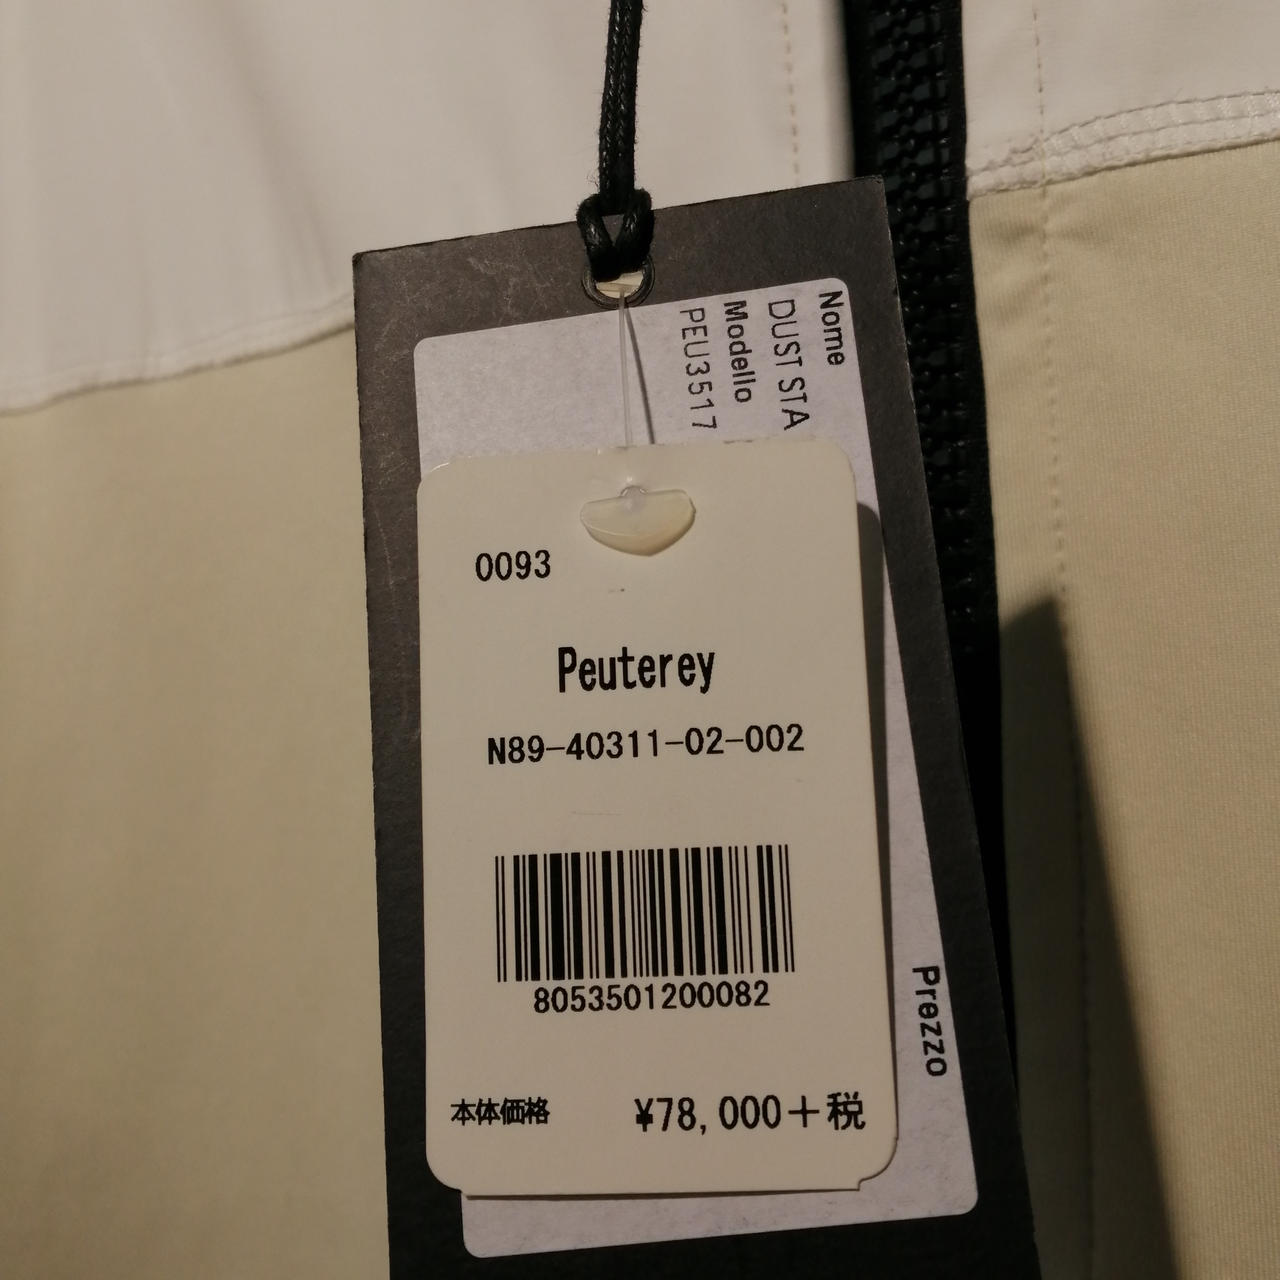 Nome
DUST STA
Modello
PEU3517
0093
Peuterey
N89-40311-02-002
8053501200082
Prezzo
本体価格 ¥78,000+税